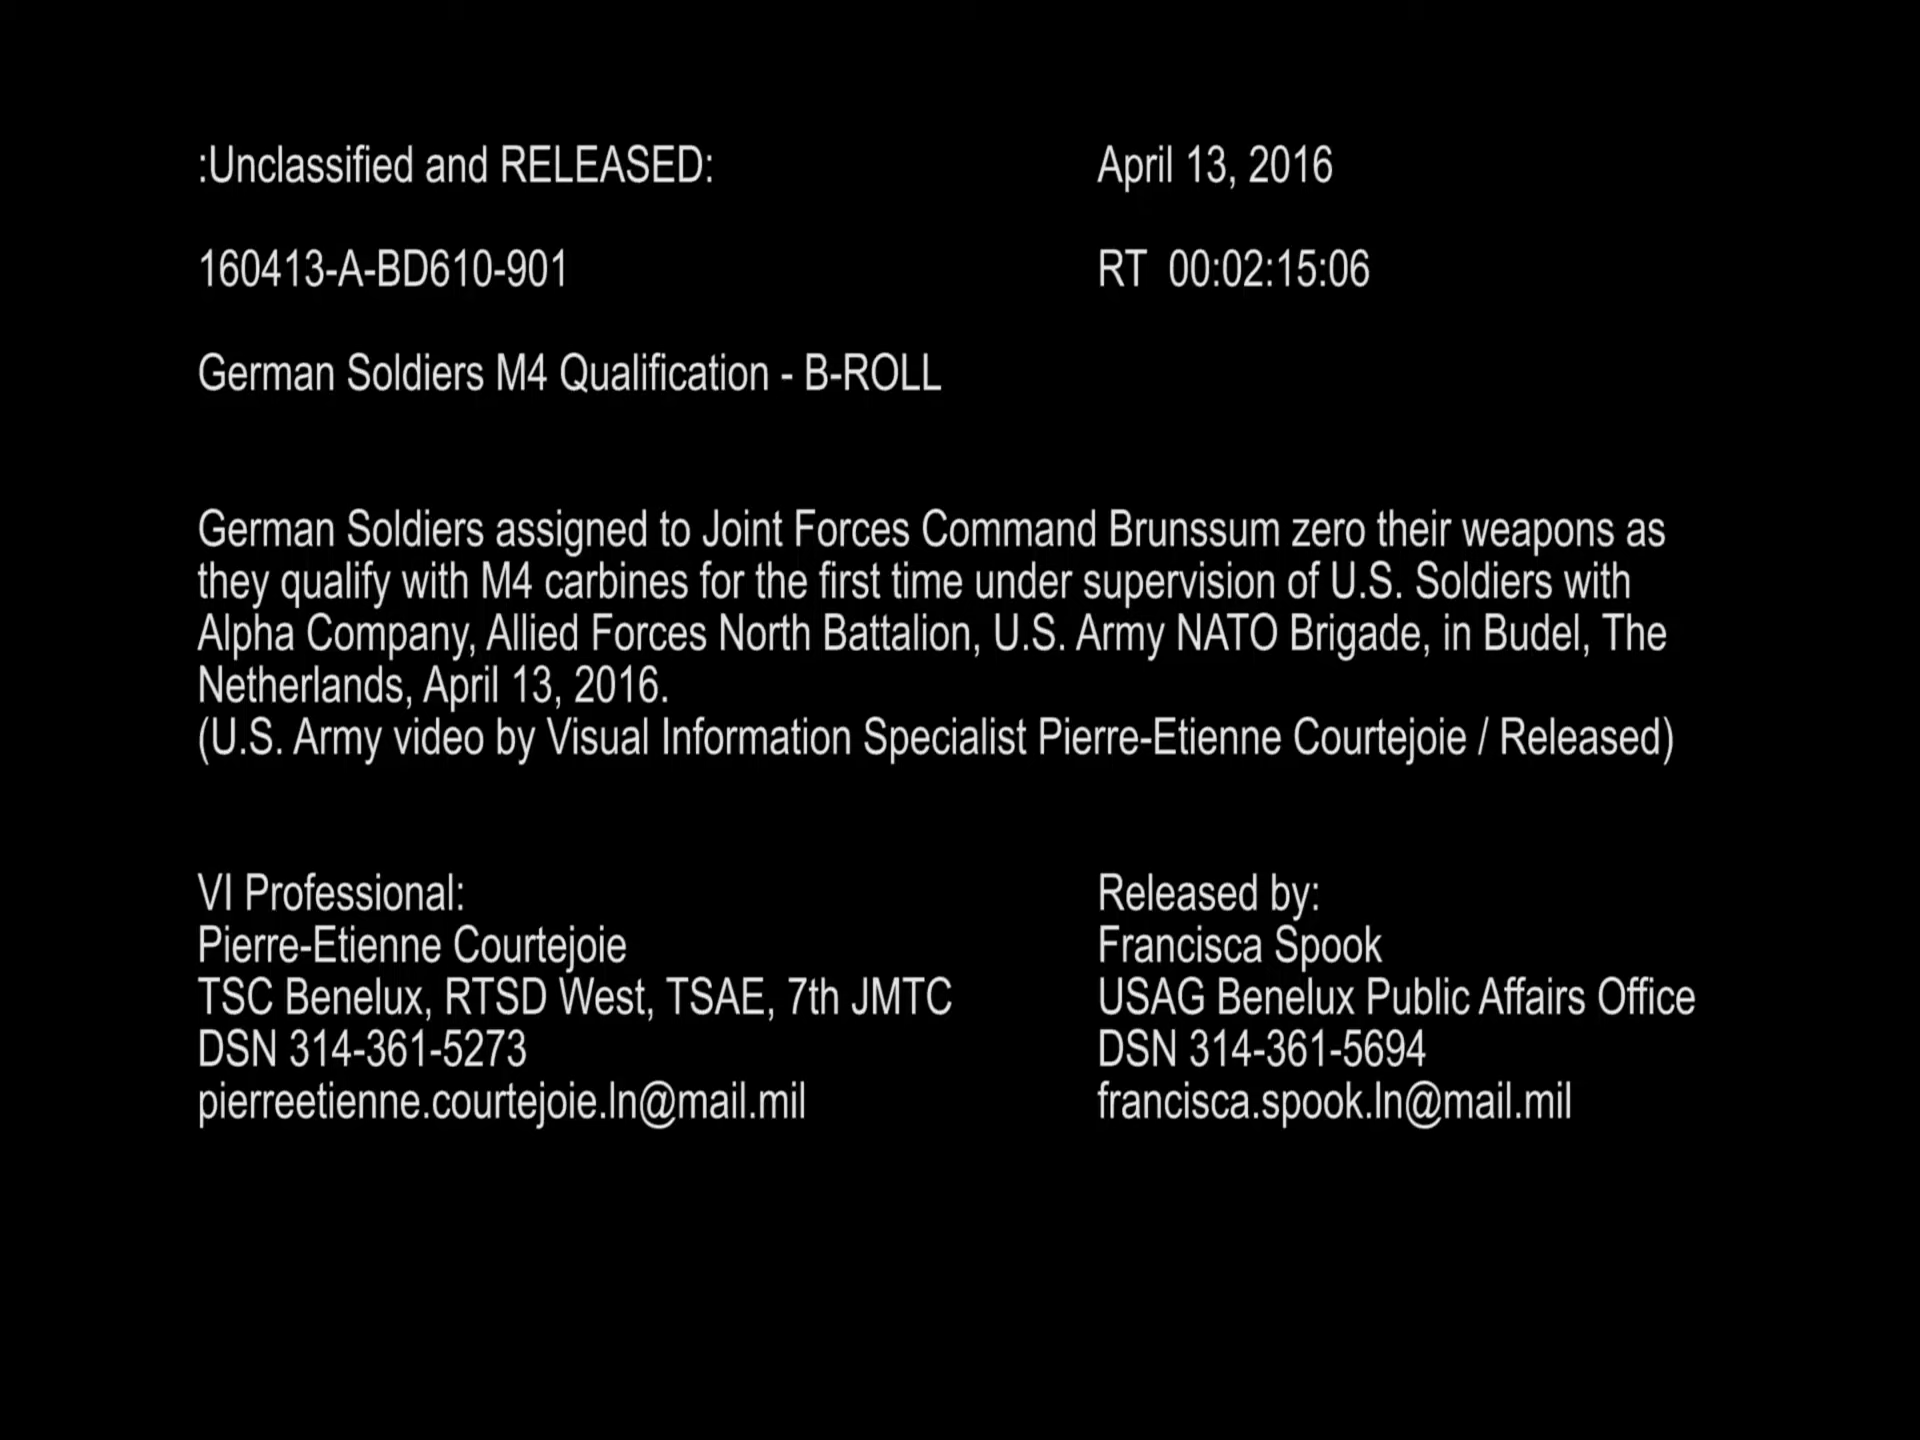 :Unclassified and RELEASED:
April 13, 2016
160413-A-BD610-901
RT 00:02:15:06
German Soldiers M4 Qualification - B-ROLL
German Soldiers assigned to Joint Forces Command Brunssum zero their weapons as
they qualify with M4 carbines for the first time under supervision of U.S. Soldiers with
Alpha Company, Allied Forces North Battalion, U.S. Army NATO Brigade, in Budel, The
Netherlands, April 13, 2016.
(U.S. Army video by Visual Information Specialist Pierre-Etienne Courtejoie / Released)
VI Professional:
Pierre-Etienne Courtejoie
TSC Benelux, RTSD West, TSAE, 7th JMTC
DSN 314-361-5273
pierreetienne.courtejoie.ln@mail.mil
Released by:
Francisca Spook
USAG Benelux Public Affairs Office
DSN 314-361-5694
francisca.spook.ln@mail.mil